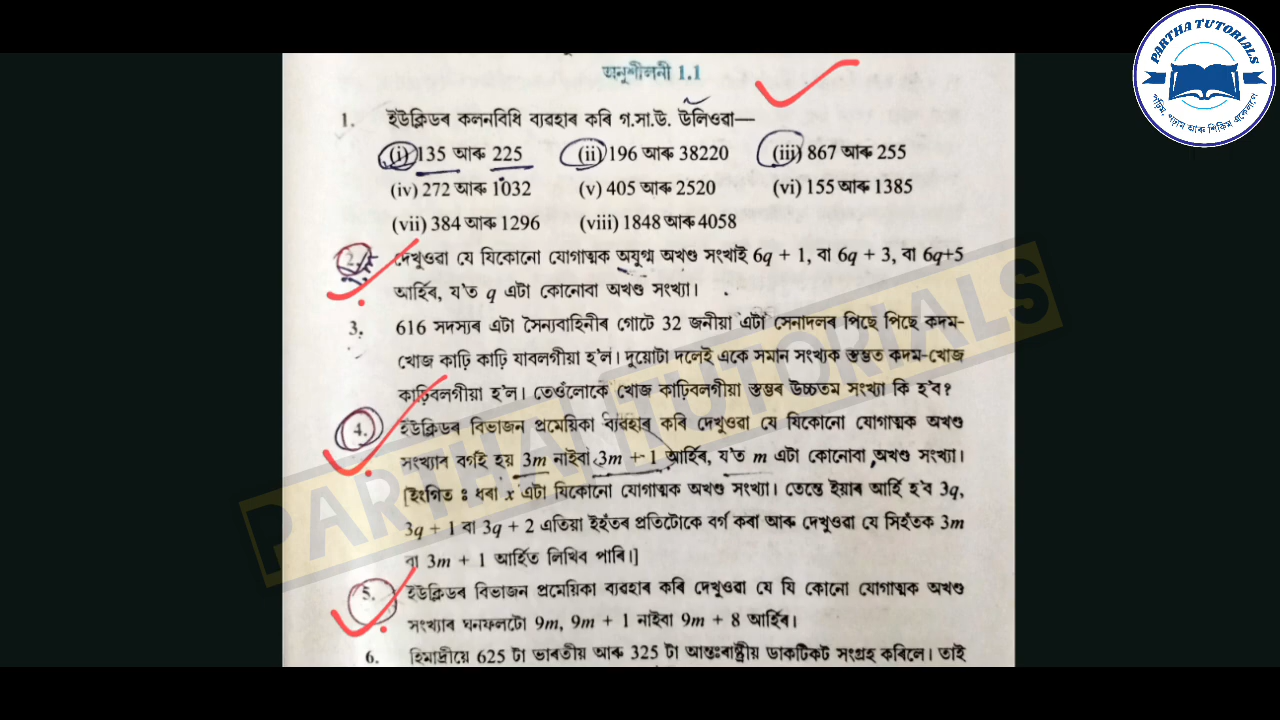 PARTHA TUTORIALS
পঢ়িম, পঢ়াম আৰু শিকিম একেলগে
অনুশীলনী 1.1
1. ইউক্লিডৰ কলনবিধি ব্যৱহাৰ কৰি গ.সা.উ. উলিওৱা—
(i) 135 আৰু 225 (ii) 196 আৰু 38220 (iii) 867 আৰু 255
(iv) 272 আৰু 1032 (v) 405 আৰু 2520 (vi) 155 আৰু 1385
(vii) 384 আৰু 1296 (viii) 1848 আৰু 4058
2. দেখুওৱা যে যিকোনো যোগাত্মক অযুগ্ম অখণ্ড সংখ্যাই 6q + 1, বা 6q + 3, বা 6q+5
আৰ্হিৰ, য'ত q এটা কোনোবা অখণ্ড সংখ্যা।
3. 616 সদস্যৰ এটা সৈন্যবাহিনীৰ গোটে 32 জনীয়া এটা সেনাদলৰ পিছে পিছে কদম-
খোজ কাঢ়ি কাঢ়ি যাবলগীয়া হ'ল। দুয়োটা দলেই একে সমান সংখ্যক স্তম্ভত কদম-খোজ
কাঢ়িবলগীয়া হ'ল। তেওঁলোকে খোজ কাঢ়িবলগীয়া স্তম্ভৰ উচ্চতম সংখ্যা কি হ'ব?
4. ইউক্লিডৰ বিভাজন প্ৰমেয়িকা ব্যৱহাৰ কৰি দেখুওৱা যে যিকোনো যোগাত্মক অখণ্ড
সংখ্যাৰ বৰ্গই হয় 3m নাইবা 3m + 1 আৰ্হিৰ, য'ত m এটা কোনোবা অখণ্ড সংখ্যা।
[ইংগিত ঃ ধৰা x এটা যিকোনো যোগাত্মক অখণ্ড সংখ্যা। তেন্তে ইয়াৰ আৰ্হি হ'ব 3q,
3q + 1 বা 3q + 2 এতিয়া ইহঁতৰ প্ৰতিটোকে বৰ্গ কৰা আৰু দেখুওৱা যে সিহঁতক 3m
বা 3m + 1 আৰ্হিত লিখিব পাৰি।]
5. ইউক্লিডৰ বিভাজন প্ৰমেয়িকা ব্যৱহাৰ কৰি দেখুওৱা যে যি কোনো যোগাত্মক অখণ্ড
সংখ্যাৰ ঘনফলটো 9m, 9m + 1 নাইবা 9m + 8 আৰ্হিৰ।
6. হিমাদ্ৰীয়ে 625 টা ভাৰতীয় আৰু 325 টা আন্তঃৰাষ্ট্ৰীয় ডাকটিকট সংগ্ৰহ কৰিলে। তাই
PARTHA TUTORIALS